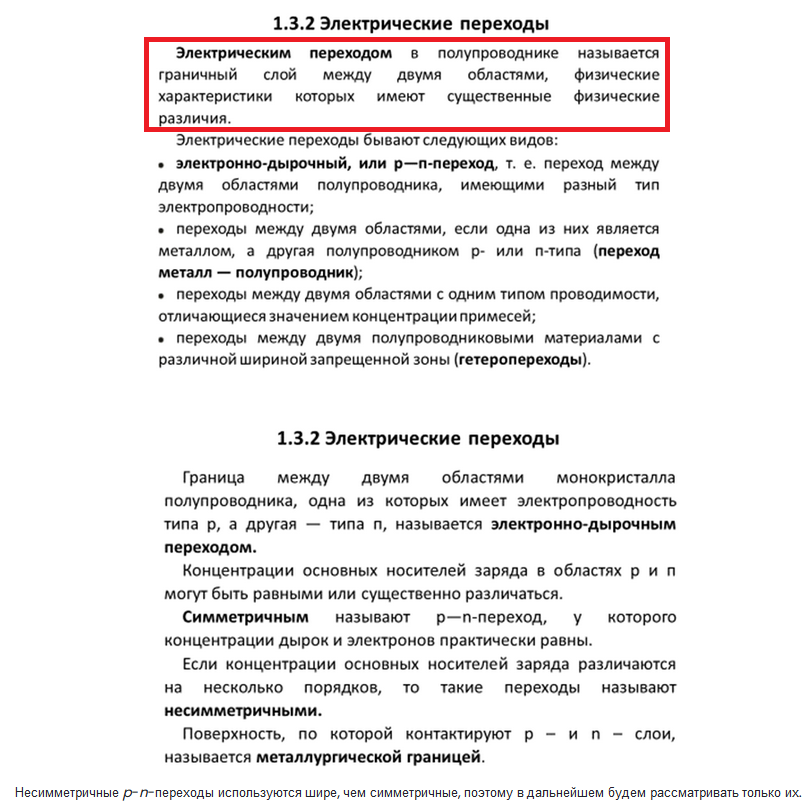 1.3.2 Электрические переходы
Электрическим переходом в полупроводнике называется
граничный слой между двумя областями, физические
характеристики которых имеют существенные физические
различия.
Электрические переходы бывают следующих видов:
• электронно-дырочный, или р—п-переход, т. е. переход между
двумя областями полупроводника, имеющими разный тип
электропроводности;
• переходы между двумя областями, если одна из них является
металлом, а другая полупроводником р- или п-типа (переход
металл — полупроводник);
• переходы между двумя областями с одним типом проводимости,
отличающиеся значением концентрации примесей;
• переходы между двумя полупроводниковыми материалами с
различной шириной запрещенной зоны (гетеропереходы).
1.3.2 Электрические переходы
Граница между двумя областями монокристалла
полупроводника, одна из которых имеет электропроводность
типа р, а другая — типа п, называется электронно-дырочным
переходом.
Концентрации основных носителей заряда в областях р и п
могут быть равными или существенно различаться.
Симметричным называют р—n-переход, у которого
концентрации дырок и электронов практически равны.
Если концентрации основных носителей заряда различаются
на несколько порядков, то такие переходы называют
несимметричными.
Поверхность, по которой контактируют p – и n – слои,
называется металлургической границей.
Несимметричные p-n-переходы используются шире, чем симметричные, поэтому в дальнейшем будем рассматривать только их.